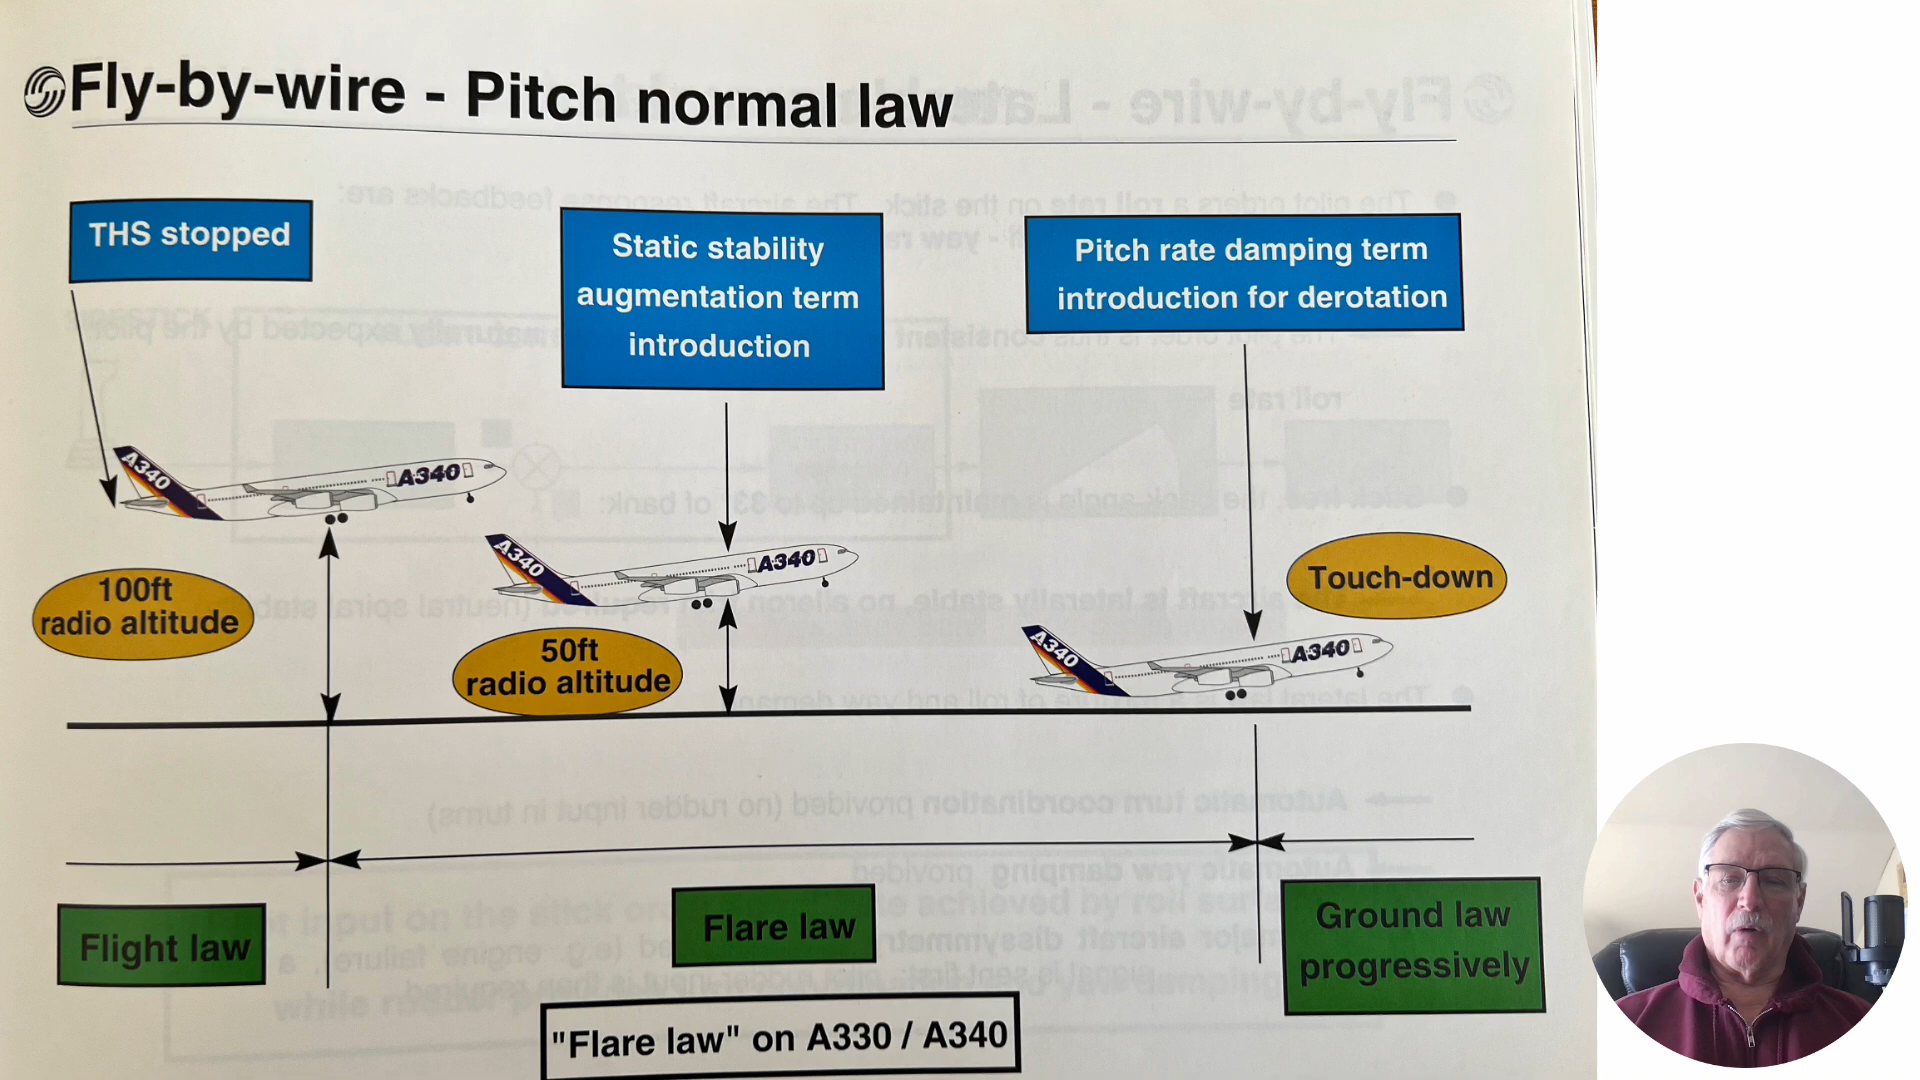 Fly-by-wire - Pitch normal law
THS stopped
Static stability
augmentation term
introduction
Pitch rate damping term
introduction for derotation
A340
A340
A340
A340
A340
A340
100ft
radio altitude
50ft
radio altitude
Touch-down
Flight law
Flare law
Ground law
progressively
"Flare law" on A330 / A340